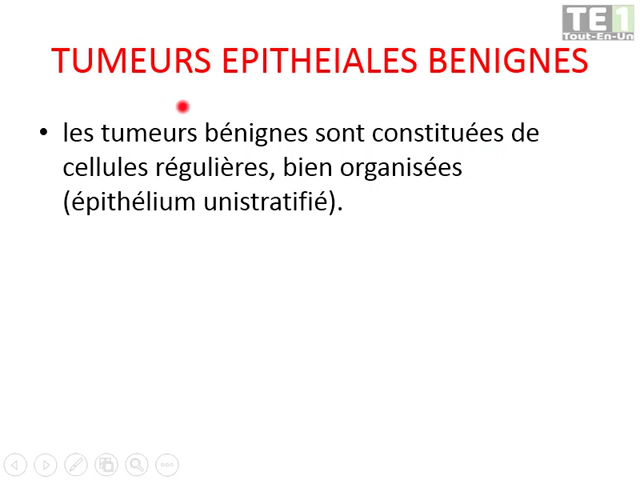 TE1
Tout-En-Un
TUMEURS EPITHEIALES BENIGNES
• les tumeurs bénignes sont constituées de
cellules régulières, bien organisées
(épithélium unistratifié).